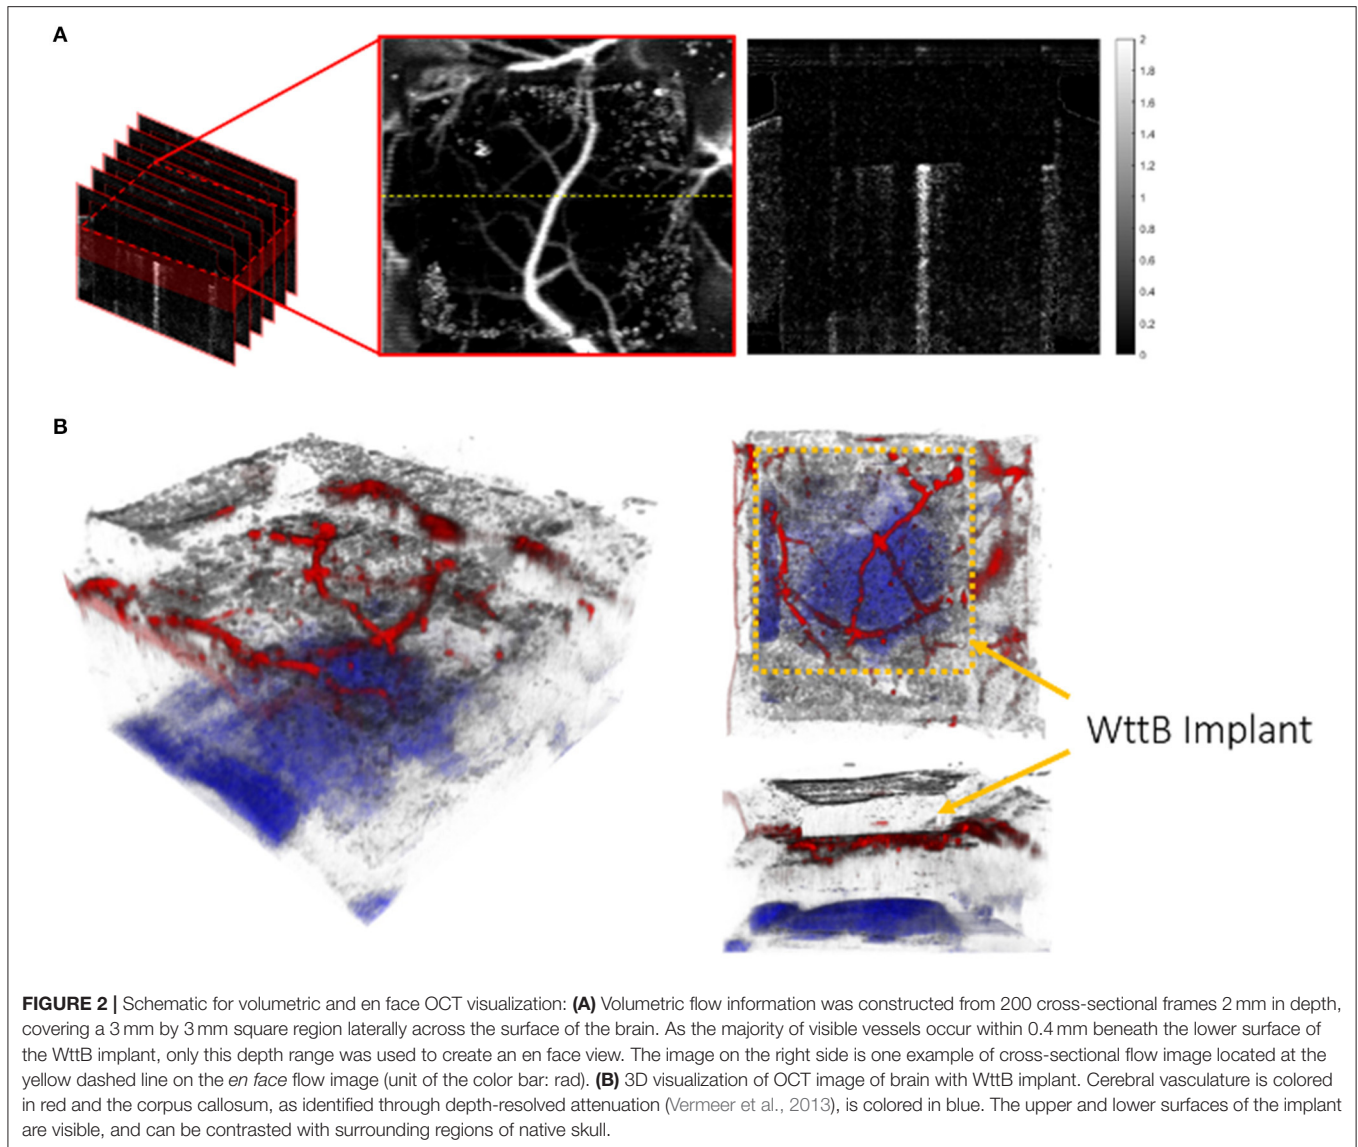 A
2
1.8
1.6
1.4
1.2
1
0.8
0.6
0.4
0.2
0
B
WttB Implant
FIGURE 2 | Schematic for volumetric and en face OCT visualization: (A) Volumetric flow information was constructed from 200 cross-sectional frames 2 mm in depth,
covering a 3 mm by 3 mm square region laterally across the surface of the brain. As the majority of visible vessels occur within 0.4 mm beneath the lower surface of
the WttB implant, only this depth range was used to create an en face view. The image on the right side is one example of cross-sectional flow image located at the
yellow dashed line on the en face flow image (unit of the color bar: rad). (B) 3D visualization of OCT image of brain with WttB implant. Cerebral vasculature is colored
in red and the corpus callosum, as identified through depth-resolved attenuation (Vermeer et al., 2013), is colored in blue. The upper and lower surfaces of the implant
are visible, and can be contrasted with surrounding regions of native skull.